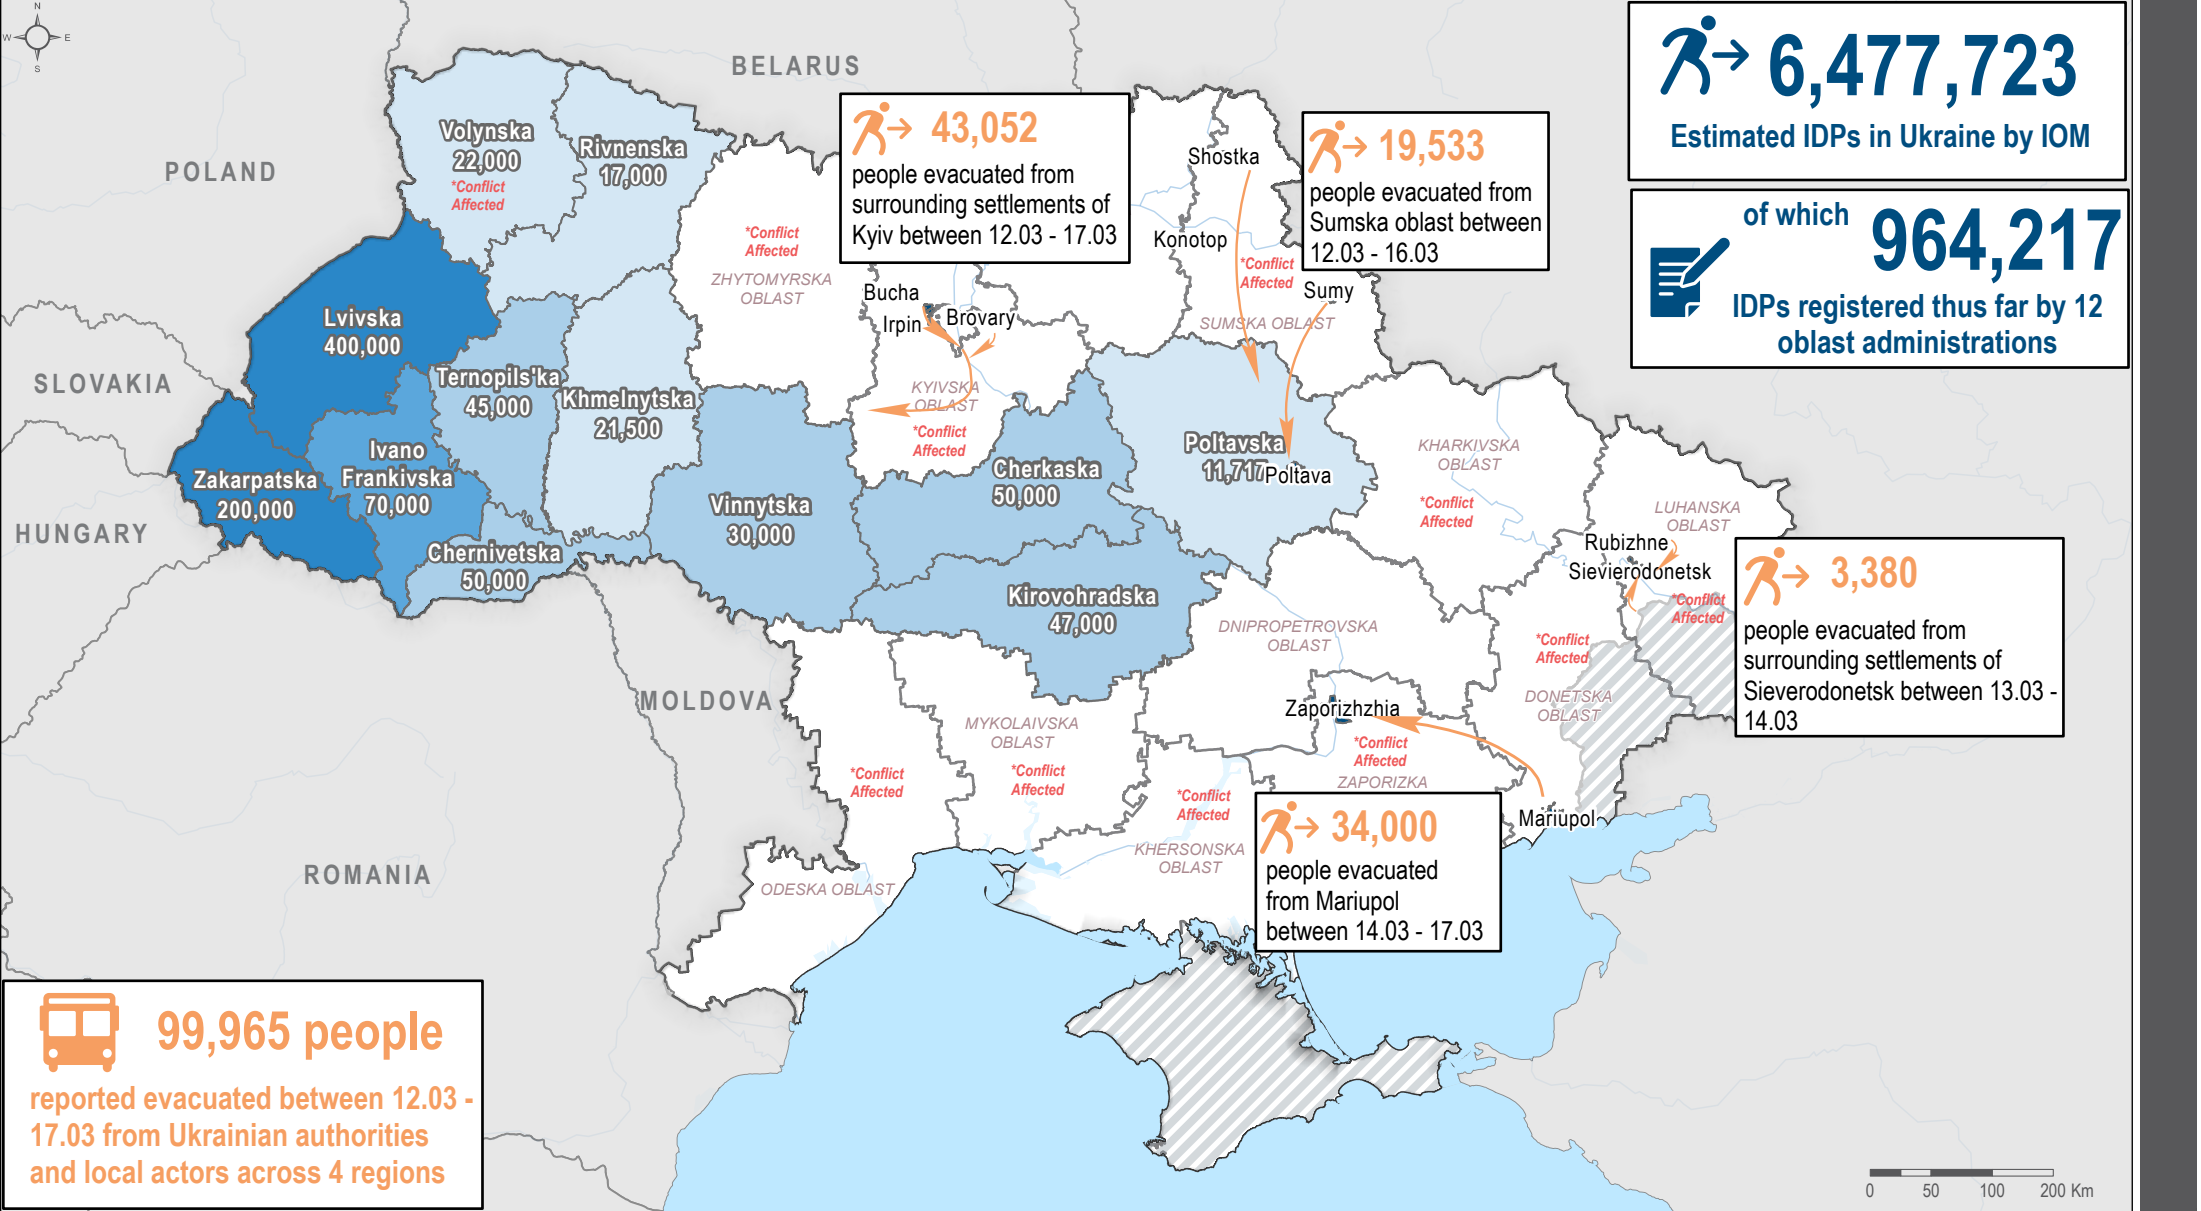 N
W
E
S
BELARUS
POLAND
SLOVAKIA
HUNGARY
MOLDOVA
ROMANIA
6,477,723
Estimated IDPs in Ukraine by IOM
of which
964,217
IDPs registered thus far by 12
oblast administrations
43,052
people evacuated from
surrounding settlements of
Kyiv between 12.03 - 17.03
19,533
people evacuated from
Sumska oblast between
12.03 - 16.03
Volynska
22,000
*Conflict
Affected
Rivnenska
17,000
*Conflict
Affected
ZHYTOMYRSKA
OBLAST
Shostka
Konotop
*Conflict
Affected
Sumy
SUMSKA OBLAST
Bucha
Irpin
Brovary
Lvivska
400,000
Ternopils'ka
45,000
Khmelnytska
21,500
KYIVSKA
OBLAST
*Conflict
Affected
Ivano
Frankivska
70,000
Zakarpatska
200,000
Chernivetska
50,000
Vinnytska
30,000
Cherkaska
50,000
Poltavska
11,717
Poltava
KHARKIVSKA
OBLAST
*Conflict
Affected
LUHANSKA
OBLAST
Rubizhne
Sievierodonetsk
*Conflict
Affected
3,380
people evacuated from
surrounding settlements of
Sieverodonetsk between 13.03 -
14.03
Kirovohradska
47,000
DNIPROPETROVSKA
OBLAST
*Conflict
Affected
DONETSKA
OBLAST
Zaporizhzhia
*Conflict
Affected
ZAPORIZKA
MYKOLAIVSKA
OBLAST
*Conflict
Affected
*Conflict
Affected
*Conflict
Affected
KHERSONSKA
OBLAST
ODESKA OBLAST
Mariupol
34,000
people evacuated
from Mariupol
between 14.03 - 17.03
99,965 people
reported evacuated between 12.03 -
17.03 from Ukrainian authorities
and local actors across 4 regions
0 50 100 200 Km